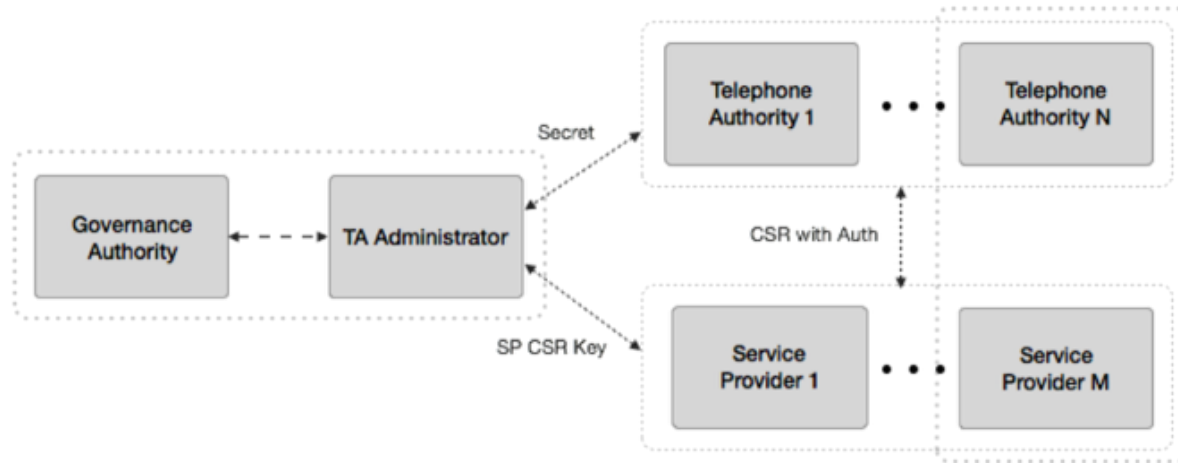 Telephone
Authority 1
Telephone
Authority N
Secret
Governance
Authority
TA Administrator
CSR with Auth
SP CSR Key
Service
Provider 1
Service
Provider M